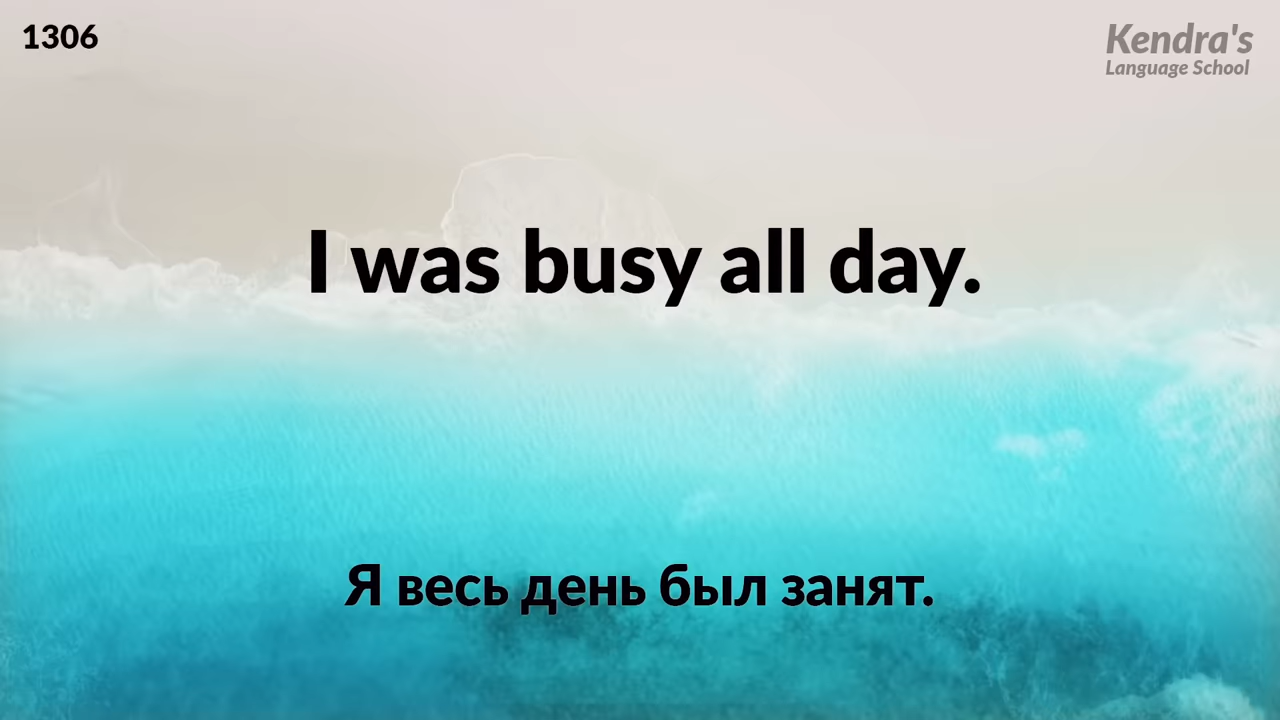 1306
Kendra's
Language School
I was busy all day.
Я весь день был занят.